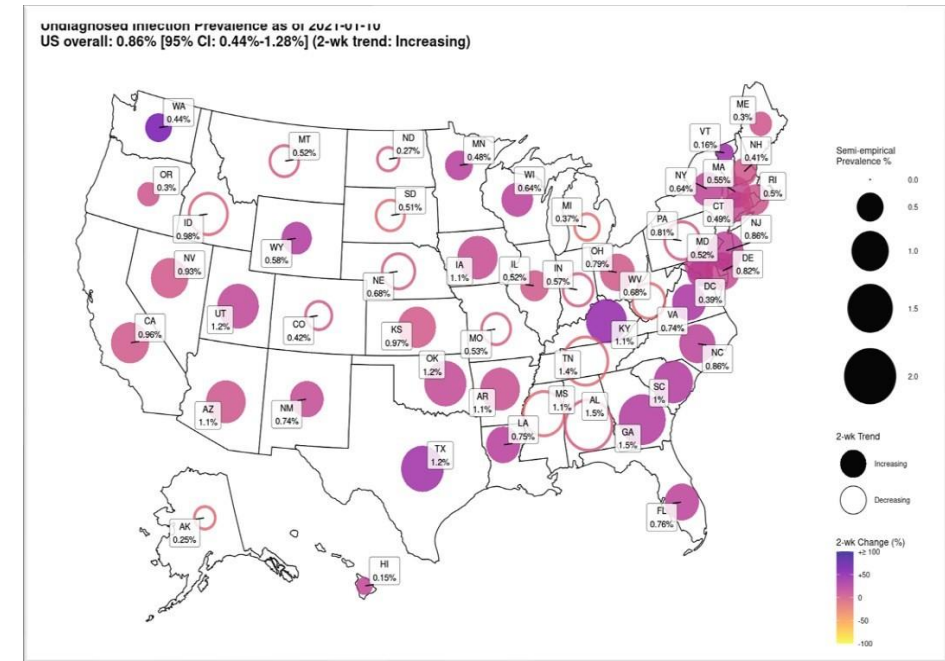 Undiagnosed Infection Prevalence as of 2021-01-10
US overall: 0.86% [95% CI: 0.44%-1.28%] (2-wk trend: Increasing)
WA
0.44%
MT
0.52%
ND
0.27%
MN
0.48%
WI
0.64%
MI
0.37%
VT
0.16%
ME
0.3%
NH
0.41%
MA
0.55%
NY
0.64%
RI
0.5%
CT
0.49%
NJ
0.86%
PA
0.81%
MD
0.52%
DE
0.82%
DC
0.39%
OR
0.3%
ID
0.98%
SD
0.51%
WY
0.58%
NV
0.93%
NE
0.68%
IA
1.1%
IL
0.52%
IN
0.57%
OH
0.79%
WV
0.68%
VA
0.74%
KY
1.1%
CA
0.96%
UT
1.2%
CO
0.42%
KS
0.97%
MO
0.53%
TN
1.4%
NC
0.86%
SC
1%
OK
1.2%
AR
1.1%
MS
1.1%
AL
1.5%
GA
1.5%
AZ
1.1%
NM
0.74%
LA
0.75%
TX
1.2%
FL
0.76%
AK
0.25%
HI
0.15%
Semi-empirical
Prevalence %
0.0
0.5
1.0
1.5
2.0
2-wk Trend
Increasing
Decreasing
2-wk Change (%)
+≥ 100
+50
0
-50
-100